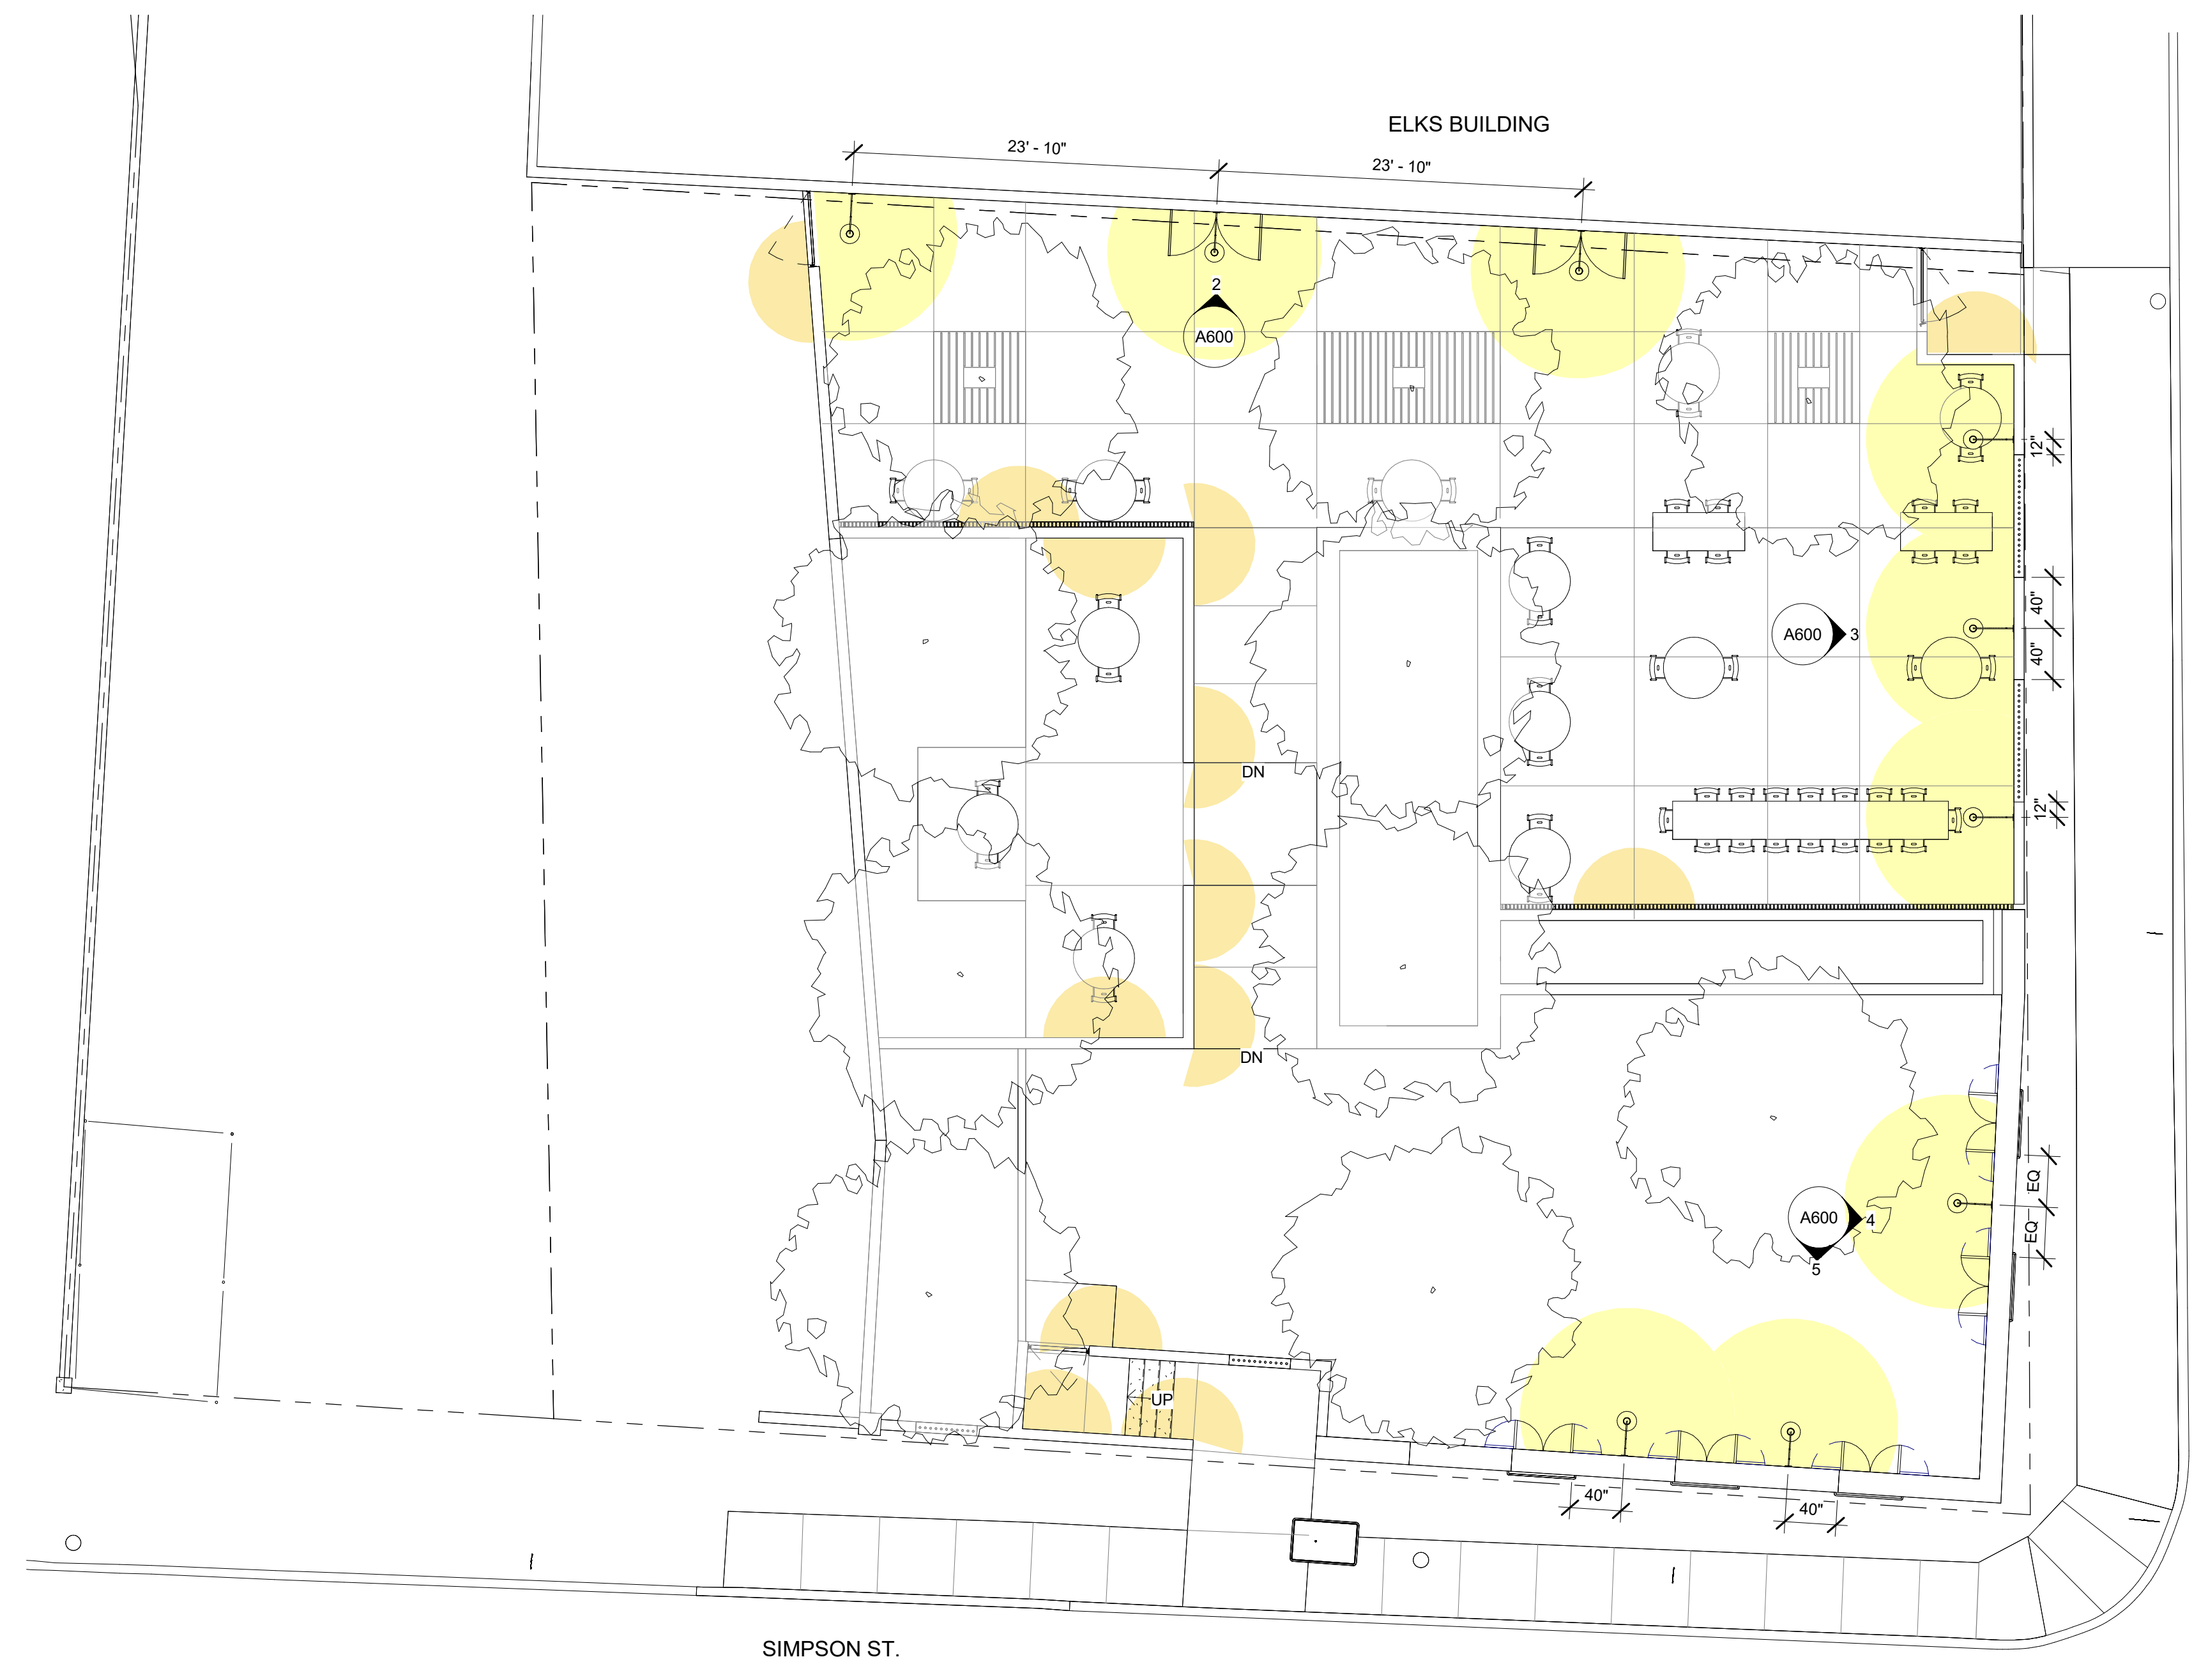 ELKS BUILDING
23' - 10"
23' - 10"
2
A600
12"
40"
A600
3
40"
DN
12"
DN
EQ
A600
4
EQ
5
UP
40"
40"
SIMPSON ST.